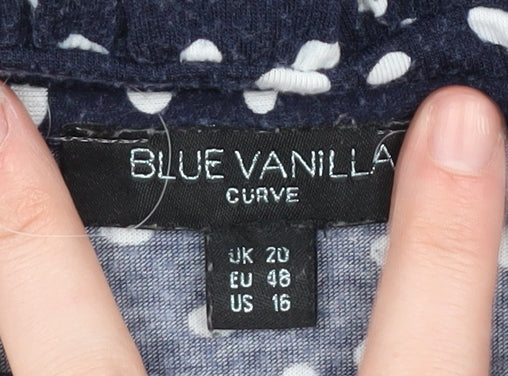 BLUE VANiLLA
CURVE
UK 20
EU 48
US 16